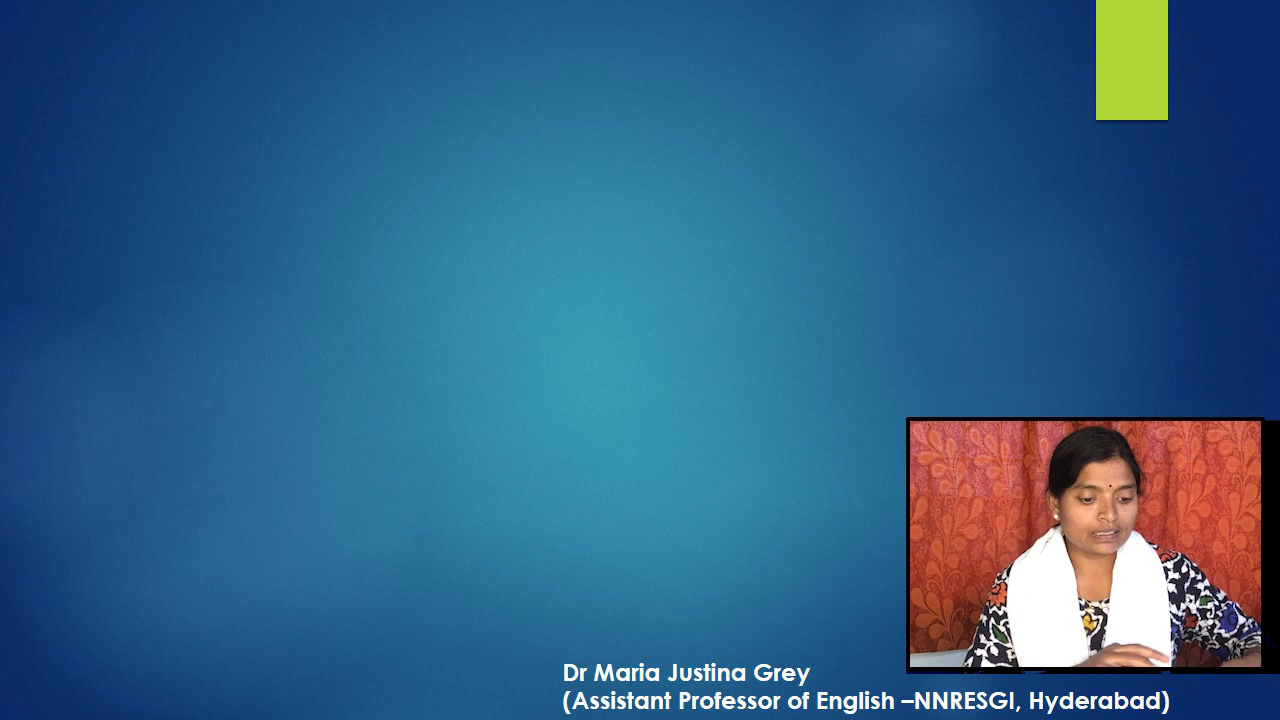 Dr Maria Justina Grey
(Assistant Professor of English –NNRESGI, Hyderabad)